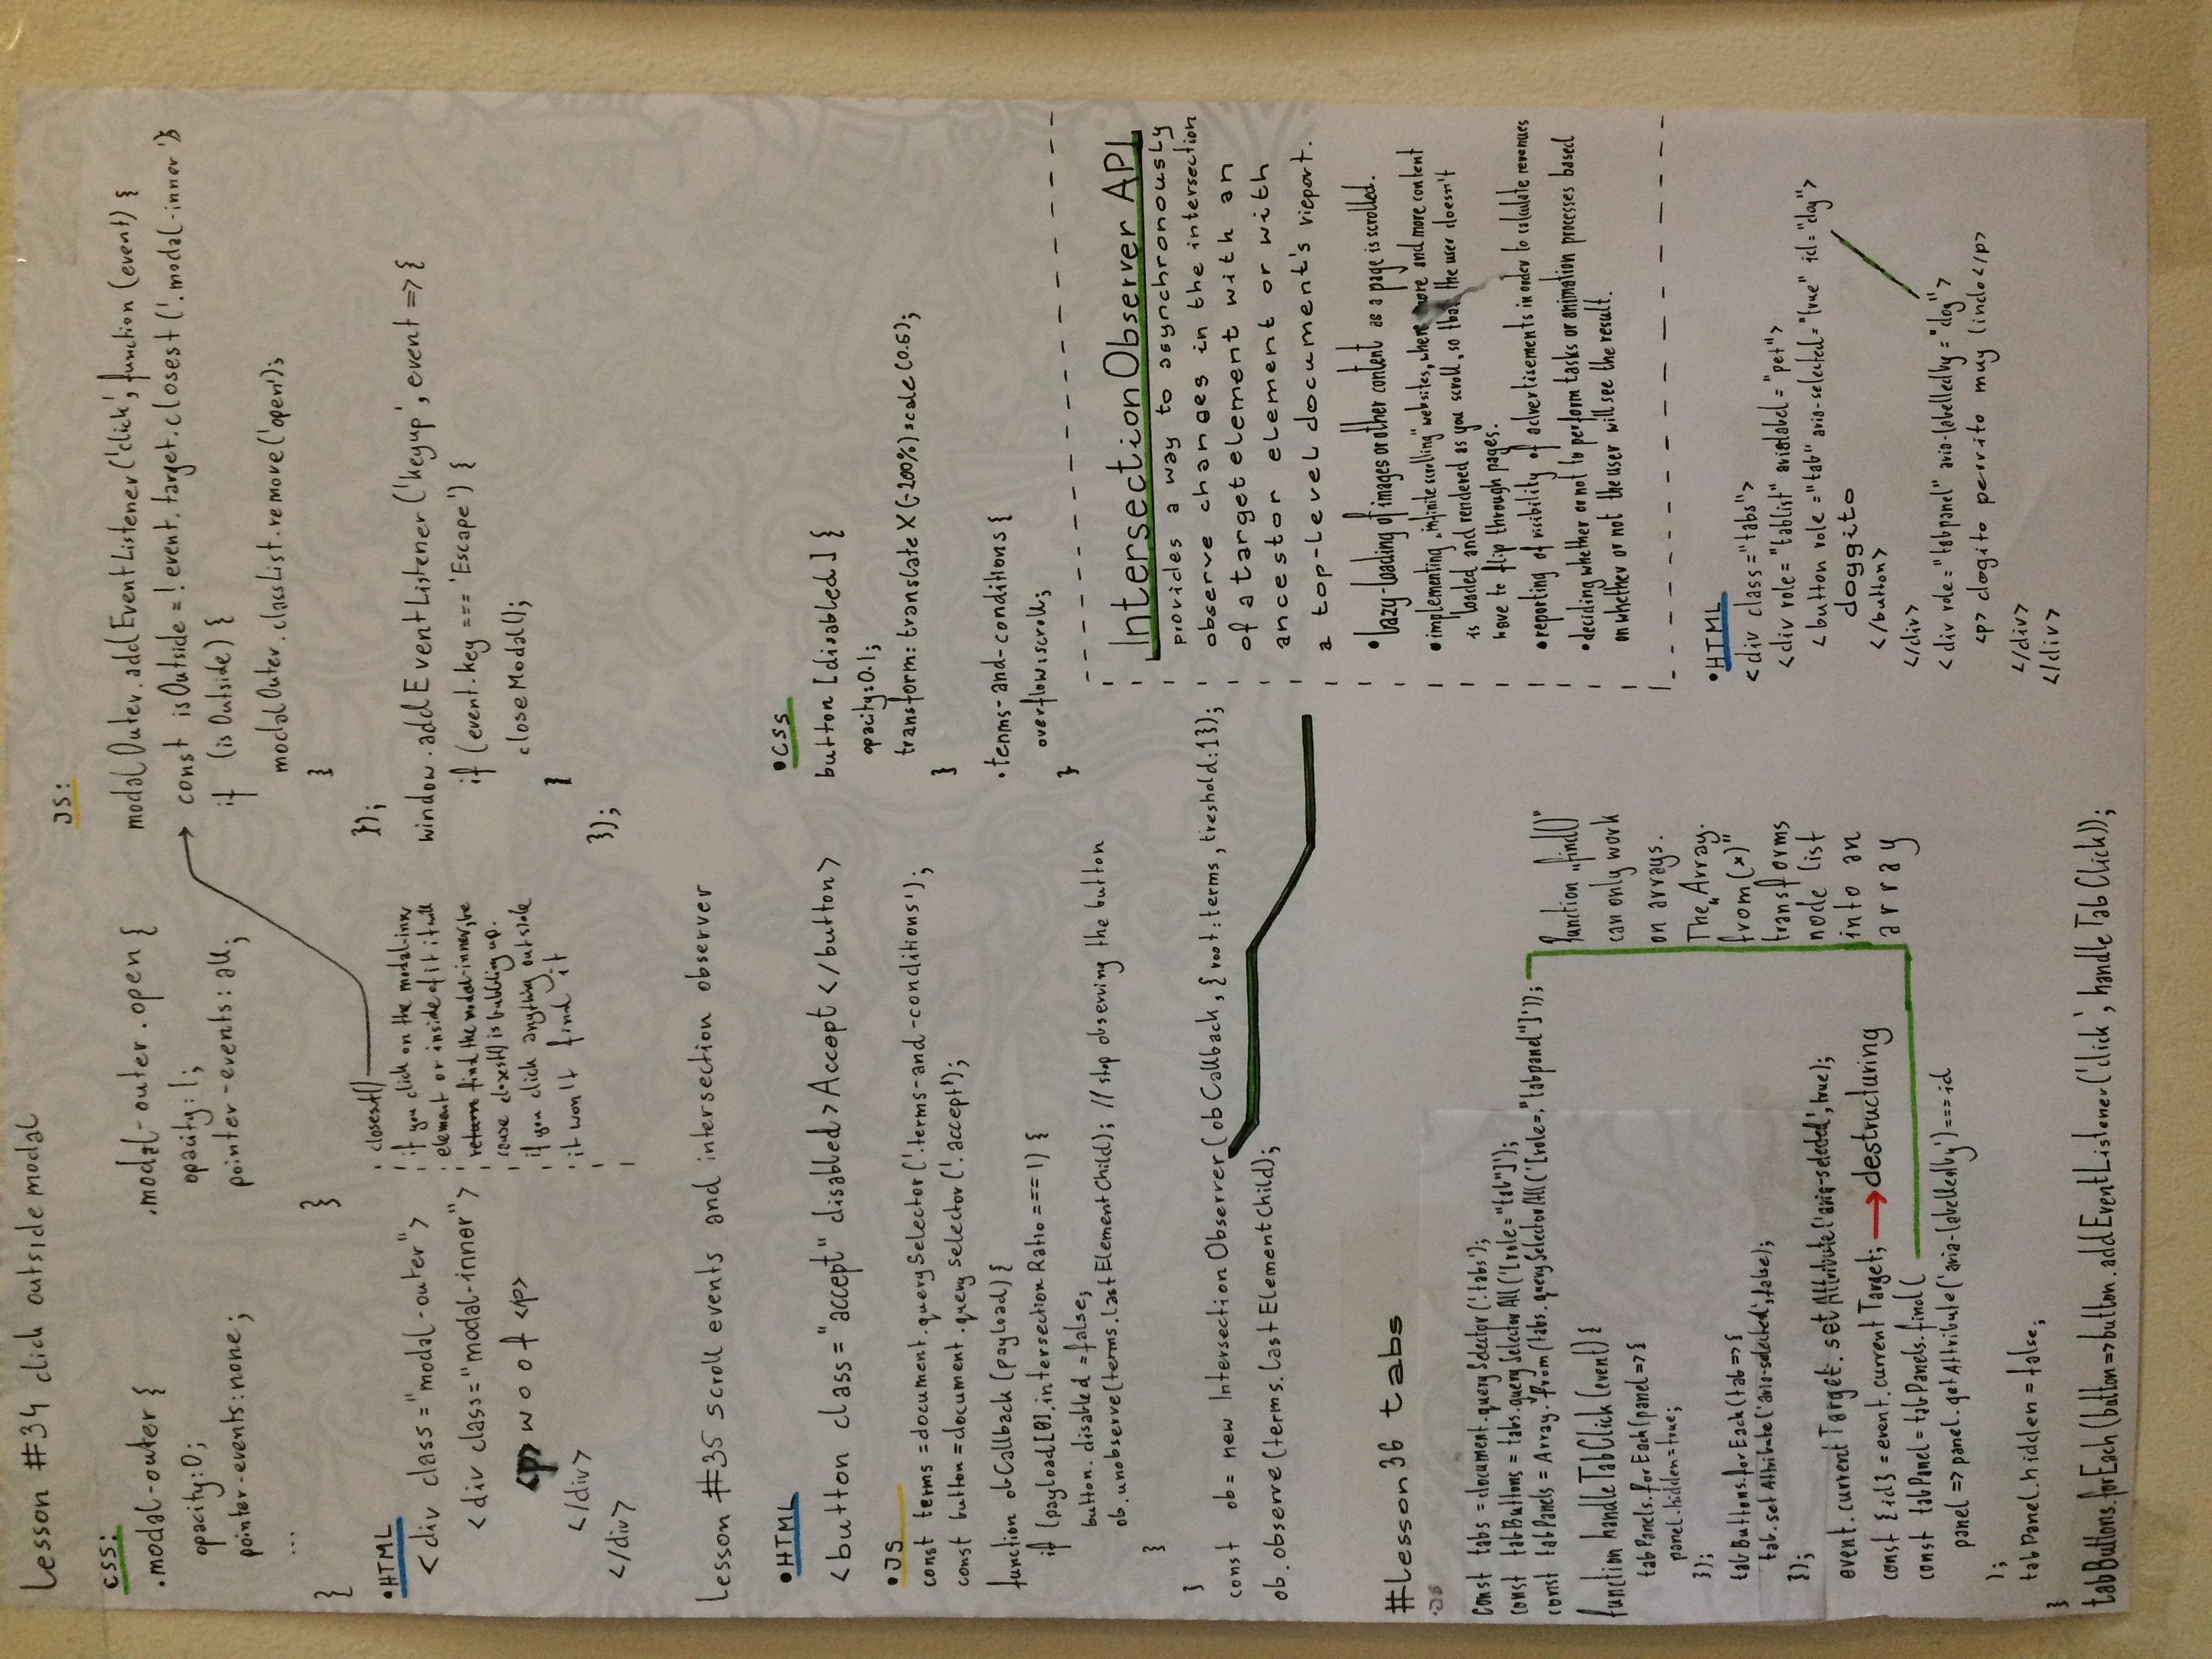 Lesson #34 click outside modal
css:
.modal-outer {
opacity:0;
pointer-events:none;
...
}
.modal-outer.open {
opacity:1;
pointer-events: all;
}
JS:
modalOuter.addEventListener('click', function (event) {
const isOutside = !event.target.closest('.modal-inner');
if (isOutside) {
modalOuter.classList.remove('open');
}
});
window.addEventListener('keyup', event => {
if (event.key === 'Escape') {
closeModal();
}
});
•HTML
<div class="modal-outer">
<div class="modal-inner">
<p> woof </p>
</div>
</div>
closest()
if you click on the modal-inner
element or inside of it it will
return find the modal-inner, be
cause closest() is bubbling up.
if you click anything outside
it won't find it
Lesson #35 scroll events and intersection observer
•HTML
<button class="accept" disabled>Accept </button>
•JS
const terms =document.querySelector('.terms-and-conditions');
const button =document.query selector('.accept');
function obCallback (payload) {
if (payload[0].intersectionRatio === 1) {
button.disabled =false;
ob.unobserve(terms.lastElementChild); // stop observing the button
}
}
const ob= new IntersectionObserver(obCallback, {root:terms, treshold:1});
ob.observe(terms.lastElementChild);
•CSS
button [disabled] {
opacity:0.1;
transform: translateX(-200%) scale(0.5);
}
.terms-and-conditions {
overflow:scroll;
}
Intersection Observer API
provides a way to asynchronously
observe changes in the intersection
of a target element with an
ancestor element or with
a top-level document's vieport.
•lazy-loading of images or other content as a page is scrolled.
•implementing „infinite scrolling" websites, where more and more content
is loaded and rendered as you scroll, so that the user doesn't
have to flip through pages.
•reporting of visibility of advertisements in order to calculate revenues
•deciding whether or not to perform tasks or animation processes based
on whether or not the user will see the result.
#Lesson 36 tabs
•JS
const tabs =document.querySelector('.tabs');
const tabButtons = tabs.querySelectorAll('[role="tab"]');
const tabPanels = Array.from(tabs.querySelectorAll('[role="tabpanel"]'));
function handleTabClick(event) {
tabPanels.forEach(panel => {
panel.hidden=true;
});
tabButtons.forEach(tab => {
tab.setAttribute('aria-selected',false);
});
event.currentTarget.setAttribute('aria-selected', true);
const {id} = event.currentTarget; → destructuring
const tabPanel = tabPanels.find(
panel => panel.getAttribute('aria-labelledby')===id
);
tabPanel.hidden = false;
}
tabButtons.forEach(button=>button.addEventListener('click', handleTabClick));
Function „find()"
can only work
on arrays.
The „Array.
from(x)"
transforms
node list
into an
array
•HTML
<div class="tabs">
<div role="tablist" arialabel="pet">
<button role="tab" aria-selected="true" id="dog">
doggito
</button>
</div>
<div role="tabpanel" aria-labelledby="dog">
<p> dogito perrito muy lindo</p>
</div>
</div>